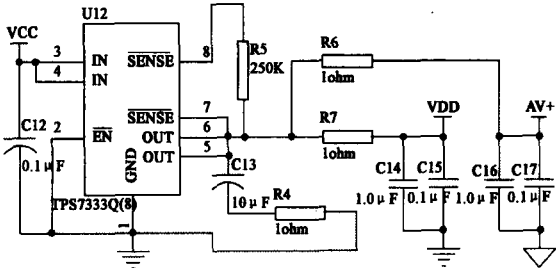 U12
VCC
3 IN
4 IN
SENSE 8
R5
250K
R6
1ohm
SENSE 7
2 EN
OUT 6
OUT 5
GND
1
C12
0.1μF
TPS7333Q(8)
C13
10μF
R4
1ohm
R7
1ohm
VDD
AV+
C14
1.0μF
C15
0.1μF
C16
1.0μF
C17
0.1μF